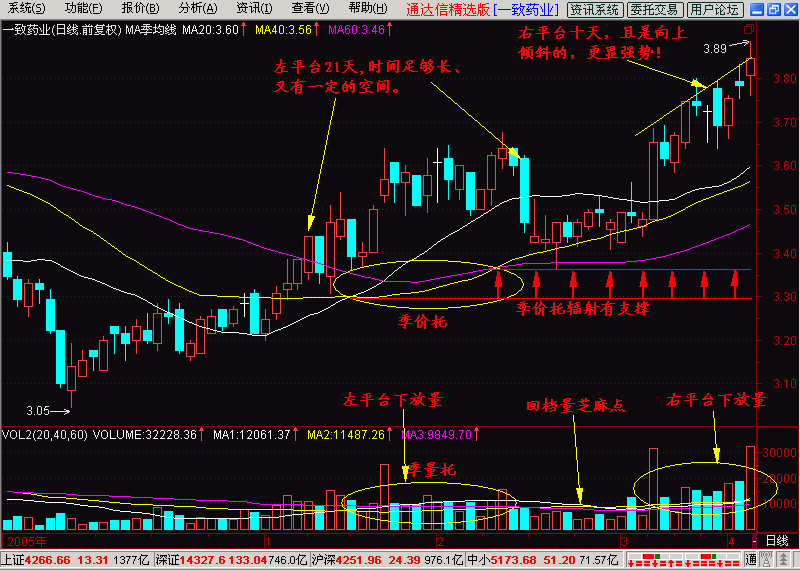 系统(S) 功能(F) 报价(B) 分析(A) 资讯(I) 查看(V) 帮助(H) 通达信精选版 [一致药业] 资讯系统 委托交易 用户论坛
一致药业(日线.前复权) MA季均线 MA20:3.60↑ MA40:3.56↑ MA60:3.46↑
右平台十天，且是向上
倾斜的，更显强势！
3.89
左平台21天,时间足够长、
又有一定的空间。
3.80
3.70
3.60
3.50
3.40
3.30
3.20
3.10
季价托
季价托辐射有支撑
3.05
左平台下放量
回档量芝麻点
右平台下放量
VOL2(20,40,60) VOLUME:32228.36↑ MA1:12061.37↑ MA2:11487.26↑ MA3:9849.70↑
季量托
30000
20000
10000
2005年 1 2 3 4 日线
上证4266.66 13.31 1377亿 深证14327.6 133.04 746.0亿 沪深4251.96 24.39 976.1亿 中小5173.68 51.20 71.57亿 通